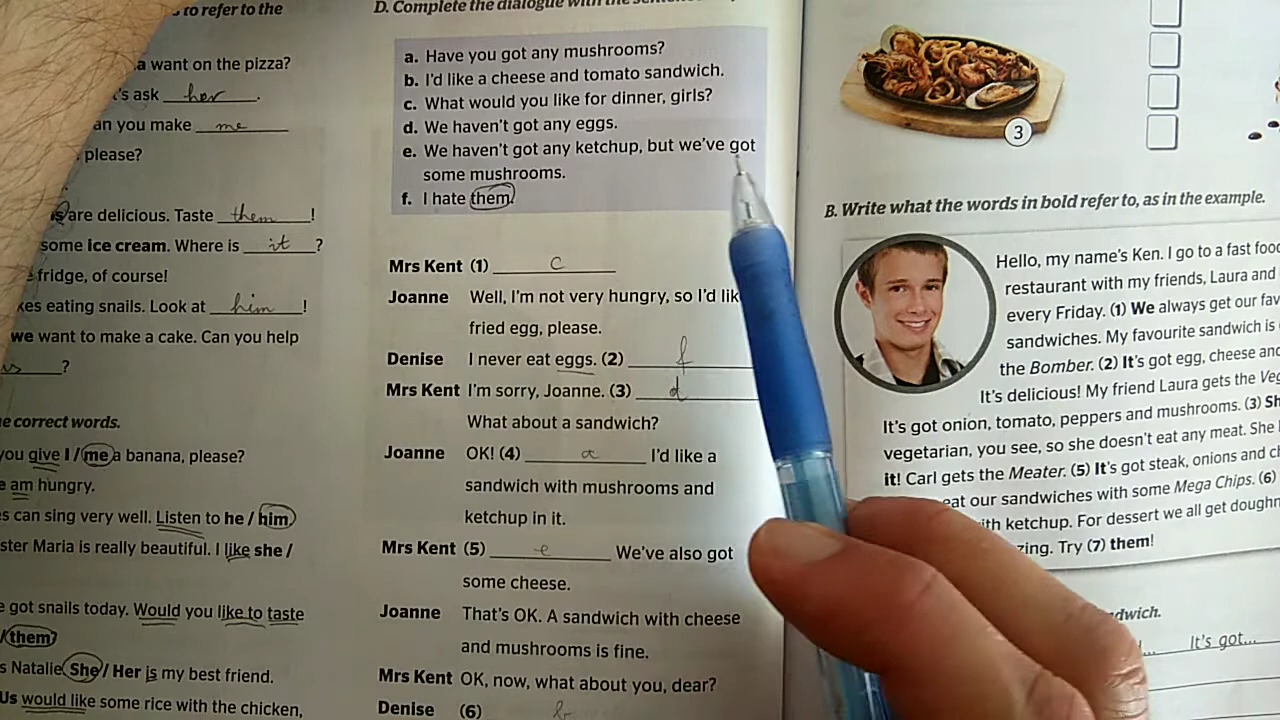 to refer to the
want on the pizza?
's ask her.
an you make me
please?
are delicious. Taste them!
some ice cream. Where is it?
fridge, of course!
kes eating snails. Look at him!
we want to make a cake. Can you help
us?
e correct words.
you give I / me a banana, please?
am hungry.
s can sing very well. Listen to he / him
ster Maria is really beautiful. I like she /
e got snails today. Would you like to taste
/ them?
s Natalie. She / Her is my best friend.
Us would like some rice with the chicken,
D. Complete the dialogue with the
a. Have you got any mushrooms?
b. I'd like a cheese and tomato sandwich.
c. What would you like for dinner, girls?
d. We haven't got any eggs.
e. We haven't got any ketchup, but we've got
some mushrooms.
f. I hate them.
Mrs Kent (1) c
Joanne Well, I'm not very hungry, so I'd lik
fried egg, please.
Denise I never eat eggs. (2) f
Mrs Kent I'm sorry, Joanne. (3) d
What about a sandwich?
Joanne OK! (4) a I'd like a
sandwich with mushrooms and
ketchup in it.
Mrs Kent (5) e We've also got
some cheese.
Joanne That's OK. A sandwich with cheese
and mushrooms is fine.
Mrs Kent OK, now, what about you, dear?
Denise (6) b
3
B. Write what the words in bold refer to, as in the example.
Hello, my name's Ken. I go to a fast food
restaurant with my friends, Laura and
every Friday. (1) We always get our fav
sandwiches. My favourite sandwich is
the Bomber. (2) It's got egg, cheese and
It's delicious! My friend Laura gets the Veg
It's got onion, tomato, peppers and mushrooms. (3) Sh
vegetarian, you see, so she doesn't eat any meat. She
it! Carl gets the Meater. (5) It's got steak, onions and ch
eat our sandwiches with some Mega Chips. (6)
ith ketchup. For dessert we all get doughn
zing. Try (7) them!
dwich.
It's got...